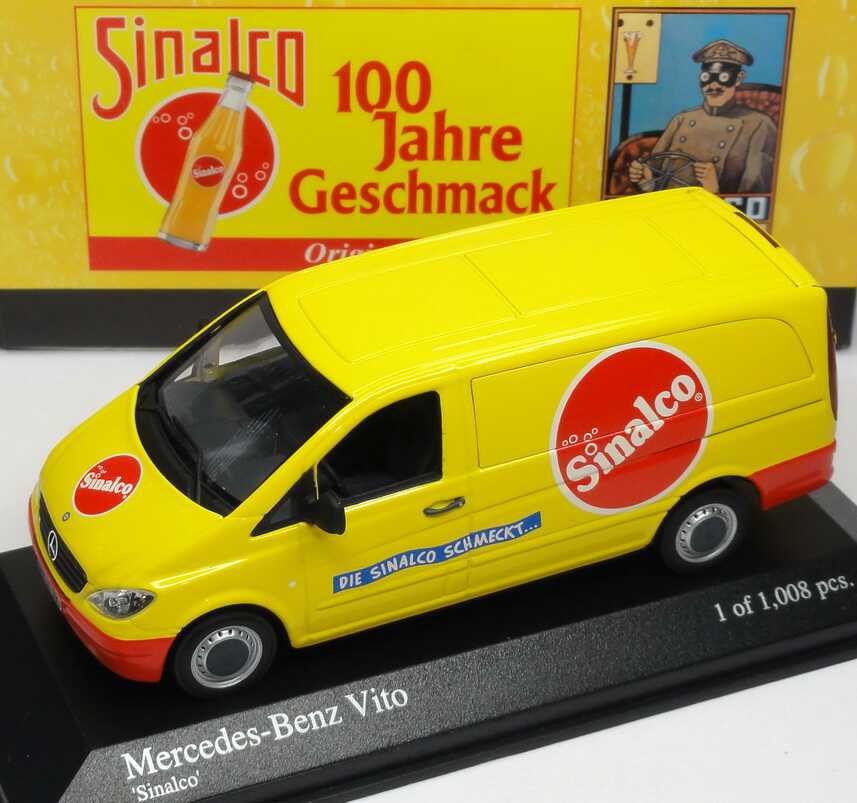 Sinalco
100
Jahre
Geschmack
Sinalco
Sinalco
Sinalco
DIE SINALCO SCHMECKT...
1 of 1,008 pcs.
Mercedes-Benz Vito
'Sinalco'